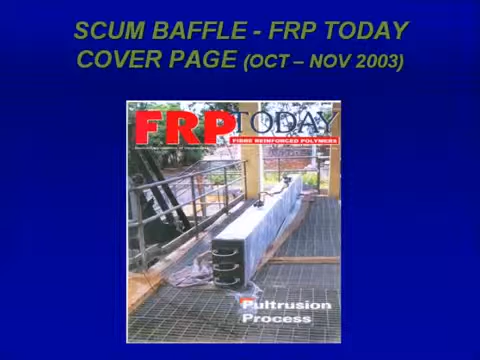 SCUM BAFFLE - FRP TODAY
COVER PAGE (OCT – NOV 2003)
FRP TODAY
FIBRE REINFORCED POLYMERS
Pultrusion
Process